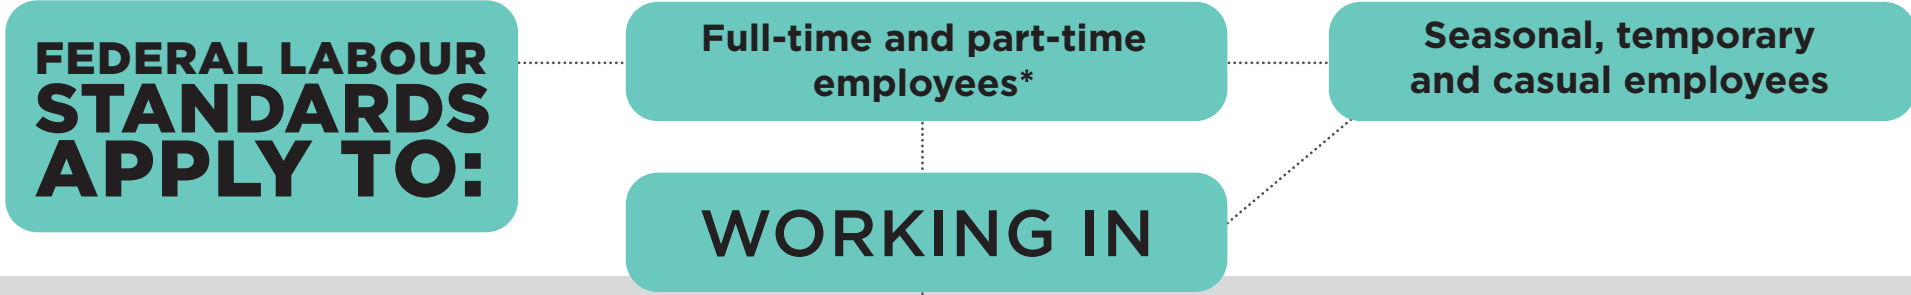 FEDERAL LABOUR
STANDARDS
APPLY TO:
Full-time and part-time
employees*
Seasonal, temporary
and casual employees
WORKING IN